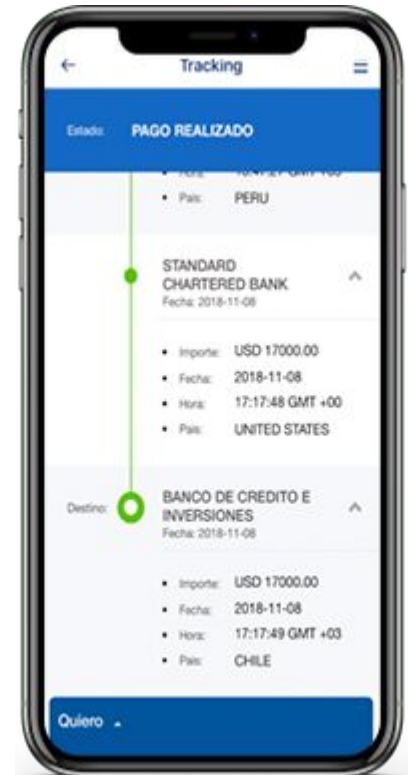 Tracking
Estado: PAGO REALIZADO
País: PERU
STANDARD
CHARTERED BANK
Fecha: 2018-11-08
Importe: USD 17000.00
Fecha: 2018-11-08
Hora: 17:17:48 GMT +00
País: UNITED STATES
Destino:
BANCO DE CREDITO E
INVERSIONES
Fecha: 2018-11-08
Importe: USD 17000.00
Fecha: 2018-11-08
Hora: 17:17:49 GMT +03
País: CHILE
Quiero